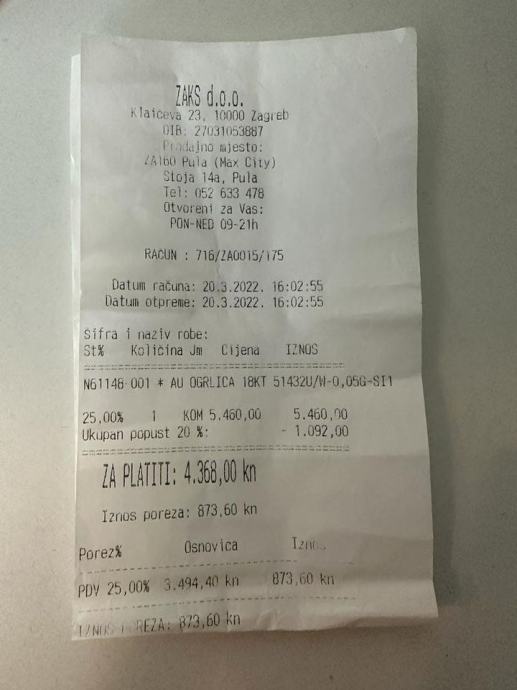 ZAKS d.o.o.
Klaićeva 23, 10000 Zagreb
OIB: 27031053887
Prodajno mjesto:
ZA160 Pula (Max City)
Stoja 14a, Pula
Tel: 052 633 478
Otvoreni za Vas:
PON-NED 09-21h
RAČUN : 716/ZA0015/175
Datum računa: 20.3.2022. 16:02:55
Datum otpreme: 20.3.2022. 16:02:55
Šifra i naziv robe:
St% Količina Jm Cijena IZNOS
N61148-001 * AU OGRLICA 18KT 51432U/W-0,05G-SI1
25,00% 1 KOM 5.460,00 5.460,00
Ukupan popust 20 %: - 1.092,00
ZA PLATITI: 4.368,00 kn
Iznos poreza: 873,60 kn
Porez% Osnovica Iznos
PDV 25,00% 3.494,40 kn 873,60 kn
IZNOS POREZA: 873,60 kn